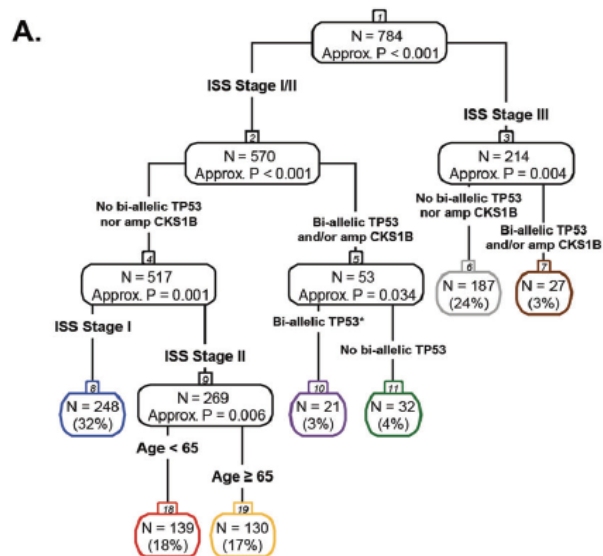 A.
1
N = 784
Approx. P < 0.001
ISS Stage I/II
ISS Stage III
2
N = 570
Approx. P < 0.001
3
N = 214
Approx. P = 0.004
No bi-allelic TP53
nor amp CKS1B
Bi-allelic TP53
and/or amp CKS1B
No bi-allelic TP53
nor amp CKS1B
Bi-allelic TP53
and/or amp CKS1B
4
N = 517
Approx. P = 0.001
5
N = 53
Approx. P = 0.034
6
N = 187
(24%)
7
N = 27
(3%)
ISS Stage I
ISS Stage II
Bi-allelic TP53*
No bi-allelic TP53
8
N = 248
(32%)
9
N = 269
Approx. P = 0.006
10
N = 21
(3%)
11
N = 32
(4%)
Age < 65
Age ≥ 65
18
N = 139
(18%)
19
N = 130
(17%)